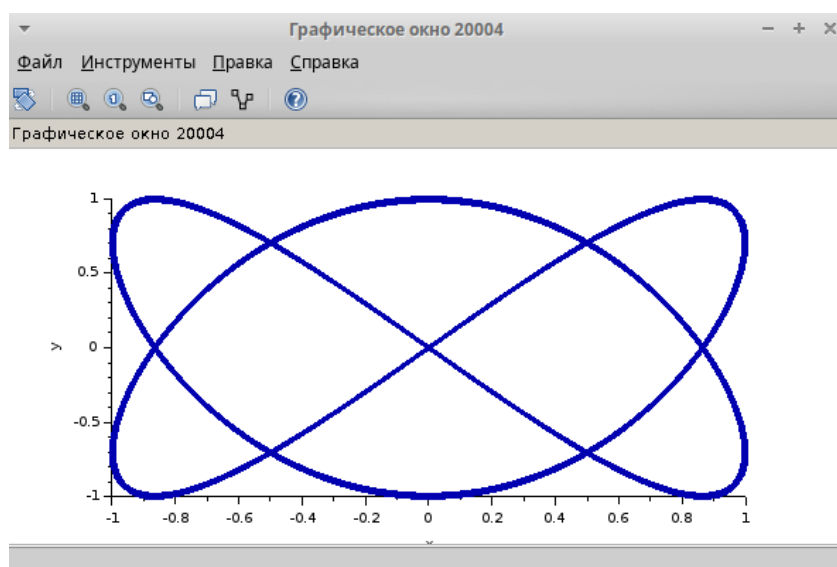 Графическое окно 20004
Файл Инструменты Правка Справка
Графическое окно 20004
1
0.5
0
-0.5
-1
y
-1 -0.8 -0.6 -0.4 -0.2 0 0.2 0.4 0.6 0.8 1